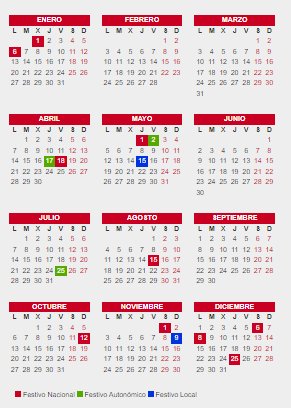 ENERO
L M X J V S D
1 2 3 4 5
6 7 8 9 10 11 12
13 14 15 16 17 18 19
20 21 22 23 24 25 26
27 28 29 30 31
FEBRERO
L M X J V S D
1 2
3 4 5 6 7 8 9
10 11 12 13 14 15 16
17 18 19 20 21 22 23
24 25 26 27 28
MARZO
L M X J V S D
1 2
3 4 5 6 7 8 9
10 11 12 13 14 15 16
17 18 19 20 21 22 23
24 25 26 27 28 29 30
31
ABRIL
L M X J V S D
1 2 3 4 5 6
7 8 9 10 11 12 13
14 15 16 17 18 19 20
21 22 23 24 25 26 27
28 29 30
MAYO
L M X J V S D
1 2 3 4
5 6 7 8 9 10 11
12 13 14 15 16 17 18
19 20 21 22 23 24 25
26 27 28 29 30 31
JUNIO
L M X J V S D
1
2 3 4 5 6 7 8
9 10 11 12 13 14 15
16 17 18 19 20 21 22
23 24 25 26 27 28 29
30
JULIO
L M X J V S D
1 2 3 4 5 6
7 8 9 10 11 12 13
14 15 16 17 18 19 20
21 22 23 24 25 26 27
28 29 30 31
AGOSTO
L M X J V S D
1 2 3
4 5 6 7 8 9 10
11 12 13 14 15 16 17
18 19 20 21 22 23 24
25 26 27 28 29 30 31
SEPTIEMBRE
L M X J V S D
1 2 3 4 5 6 7
8 9 10 11 12 13 14
15 16 17 18 19 20 21
22 23 24 25 26 27 28
29 30
OCTUBRE
L M X J V S D
1 2 3 4 5
6 7 8 9 10 11 12
13 14 15 16 17 18 19
20 21 22 23 24 25 26
27 28 29 30 31
NOVIEMBRE
L M X J V S D
1 2
3 4 5 6 7 8 9
10 11 12 13 14 15 16
17 18 19 20 21 22 23
24 25 26 27 28 29 30
DICIEMBRE
L M X J V S D
1 2 3 4 5 6 7
8 9 10 11 12 13 14
15 16 17 18 19 20 21
22 23 24 25 26 27 28
29 30 31
Festivo Nacional Festivo Autonómico Festivo Local